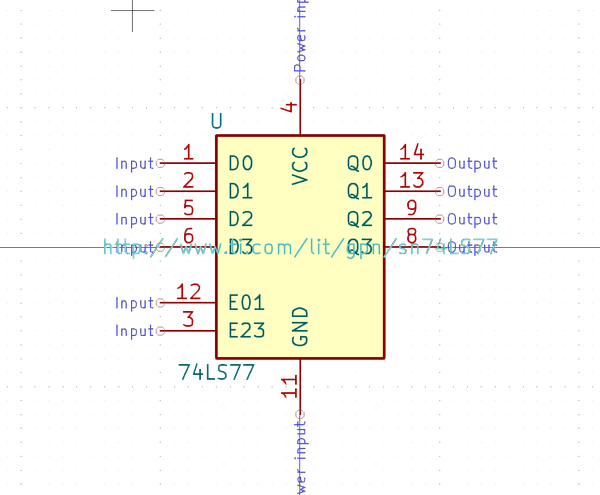 Power inp
4
U
VCC
Input 1 D0 Q0 14 Output
Input 2 D1 Q1 13 Output
Input 5 D2 Q2 9 Output
Input 6 D3 Q3 8 Output
http://www.ti.com/lit/gpn/sn74LS77
Input 12 E01
Input 3 E23
GND
74LS77
11
wer input